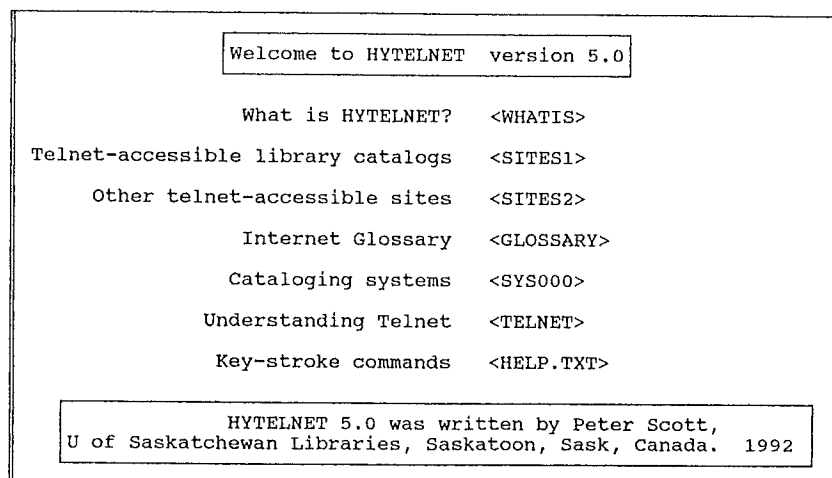 Welcome to HYTELNET version 5.0
What is HYTELNET? <WHATIS>
Telnet-accessible library catalogs <SITES1>
Other telnet-accessible sites <SITES2>
Internet Glossary <GLOSSARY>
Cataloging systems <SYS000>
Understanding Telnet <TELNET>
Key-stroke commands <HELP.TXT>
HYTELNET 5.0 was written by Peter Scott,
U of Saskatchewan Libraries, Saskatoon, Sask, Canada. 1992